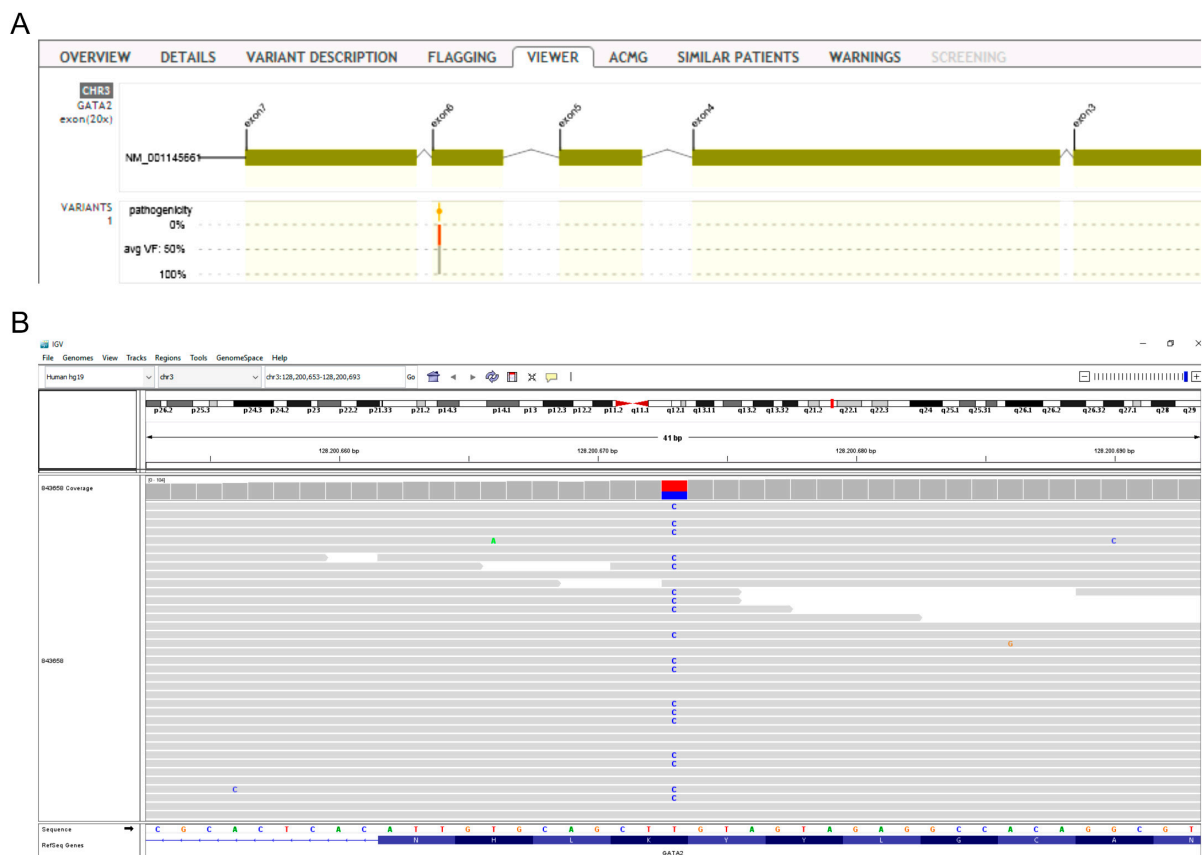 A
OVERVIEW DETAILS VARIANT DESCRIPTION FLAGGING VIEWER ACMG SIMILAR PATIENTS WARNINGS SCREENING
CHR3
GATA2
exon(20x)
exon7 exon6 exon5 exon4 exon3
NM_001145661
VARIANTS
1
pathogenicity
0%
avg VF: 50%
100%
B
IGV
File Genomes View Tracks Regions Tools GenomeSpace Help
Human hg19 chr3 chr3:128,200,653-128,200,693 Go
p26.2 p25.3 p24.3 p24.2 p23 p22.2 p21.33 p21.2 p14.3 p14.1 p13 p12.3 p12.2 p11.2 q11.1 q12.1 q13.11 q13.2 q13.32 q21.2 q22.1 q22.3 q24 q25.1 q25.31 q26.1 q26.2 q26.32 q27.1 q28 q29
41 bp
128.200.660 bp 128.200.670 bp 128.200.680 bp 128.200.690 bp
843658 Coverage
[0 - 104]
C
C
C
A C
C
C
C
C
C
C
G
843658
C
C
C
C
C
C
C
C
C
C
Sequence
C G C A C T C A C A T T G T G C A G C T T G T A G T A G A G G C C A C A G G C G T
RefSeq Genes
N H L K Y Y L G C A N
GATA2